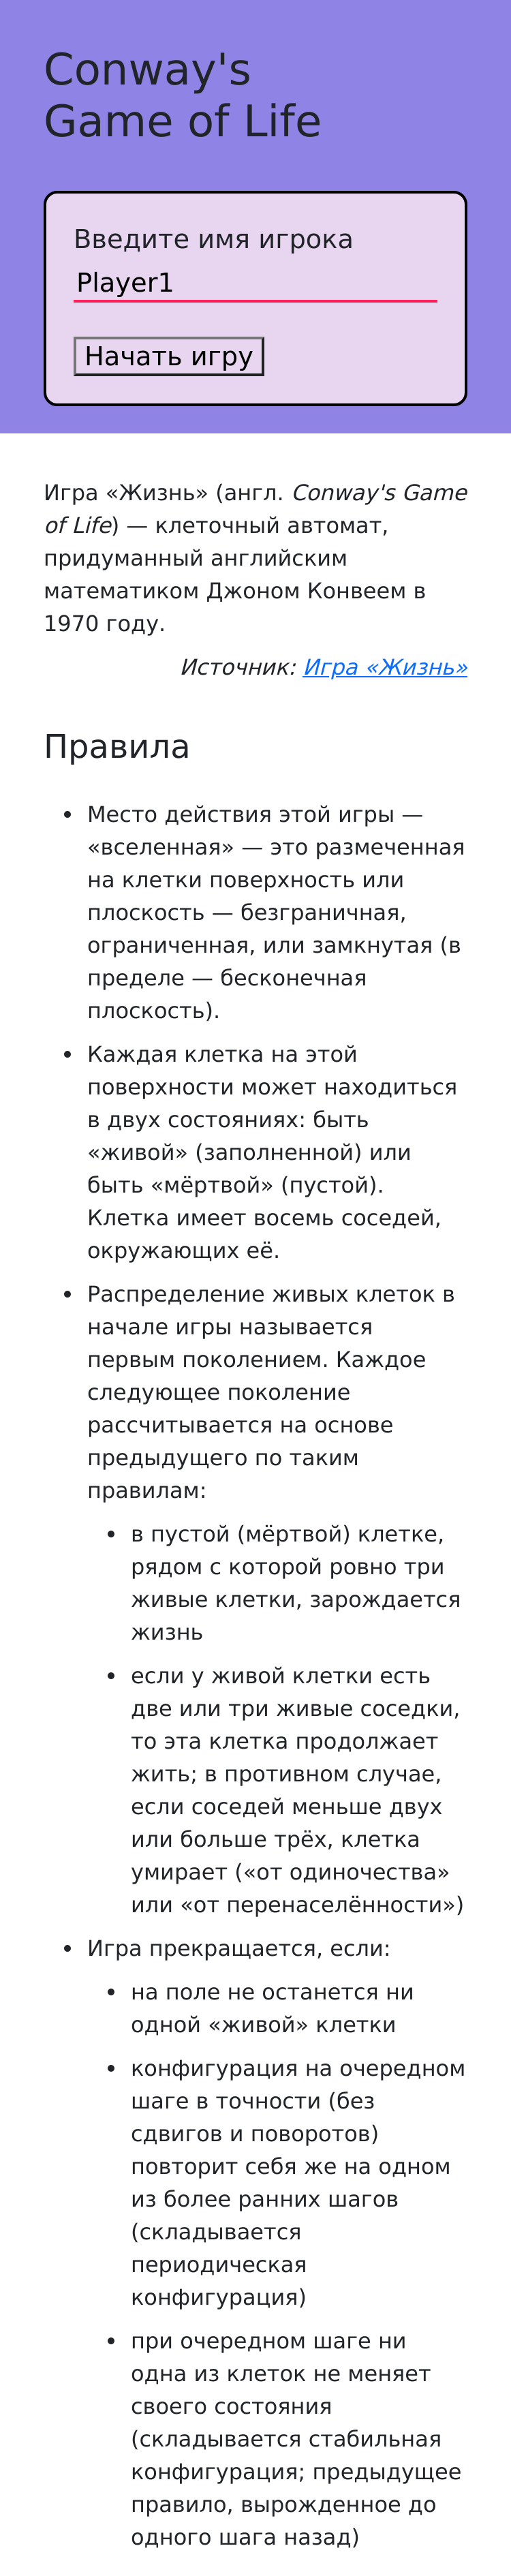 Conway's
Game of Life
Введите имя игрока
Player1
Начать игру
Игра «Жизнь» (англ. Conway's Game
of Life) — клеточный автомат,
придуманный английским
математиком Джоном Конвеем в
1970 году.
Источник: Игра «Жизнь»
Правила
• Место действия этой игры —
«вселенная» — это размеченная
на клетки поверхность или
плоскость — безграничная,
ограниченная, или замкнутая (в
пределе — бесконечная
плоскость).
• Каждая клетка на этой
поверхности может находиться
в двух состояниях: быть
«живой» (заполненной) или
быть «мёртвой» (пустой).
Клетка имеет восемь соседей,
окружающих её.
• Распределение живых клеток в
начале игры называется
первым поколением. Каждое
следующее поколение
рассчитывается на основе
предыдущего по таким
правилам:
• в пустой (мёртвой) клетке,
рядом с которой ровно три
живые клетки, зарождается
жизнь
• если у живой клетки есть
две или три живые соседки,
то эта клетка продолжает
жить; в противном случае,
если соседей меньше двух
или больше трёх, клетка
умирает («от одиночества»
или «от перенаселённости»)
• Игра прекращается, если:
• на поле не останется ни
одной «живой» клетки
• конфигурация на очередном
шаге в точности (без
сдвигов и поворотов)
повторит себя же на одном
из более ранних шагов
(складывается
периодическая
конфигурация)
• при очередном шаге ни
одна из клеток не меняет
своего состояния
(складывается стабильная
конфигурация; предыдущее
правило, вырожденное до
одного шага назад)